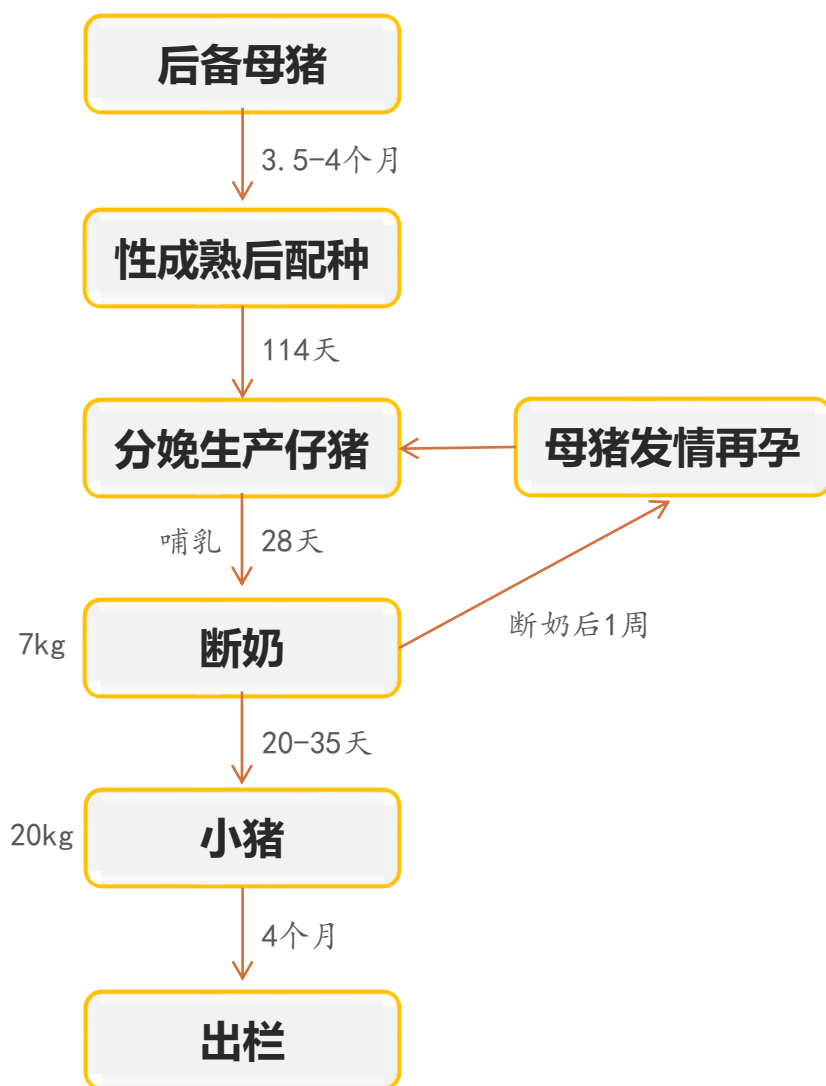 后备母猪
3.5-4个月
性成熟后配种
114天
分娩生产仔猪
母猪发情再孕
哺乳
28天
断奶后1周
7kg
断奶
20-35天
20kg
小猪
4个月
出栏